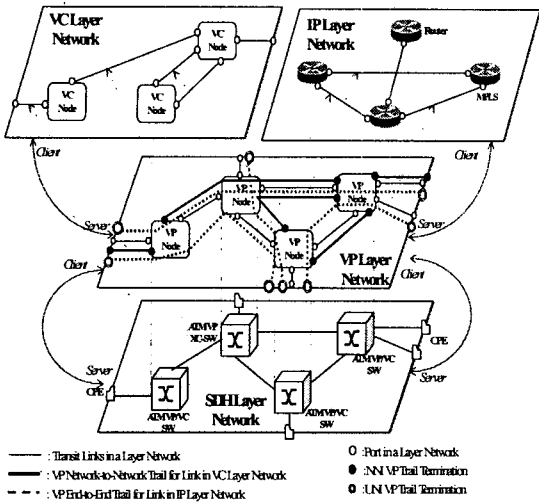 VC Layer
Network
IP Layer
Network
VC
Node
VC
Node
VC
Node
Router
MPLS
Client
Client
Server
Server
VP
Node
VP
Node
VP
Node
VP
Node
VP Layer
Network
Client
Client
Server
Server
ATM VP
XC-SW
ATM VP/VC
SW
ATM VP/VC
SW
ATM VP/VC
SW
CPE
CPE
SDH Layer
Network
: Transit Links in a Layer Network
: VP Network-to-Network Trail for Link in VC Layer Network
: VP End-to-End Trail for Link in IP Layer Network
: Port in a Layer Network
: NNI VP Trail Termination
: UNI VP Trail Termination